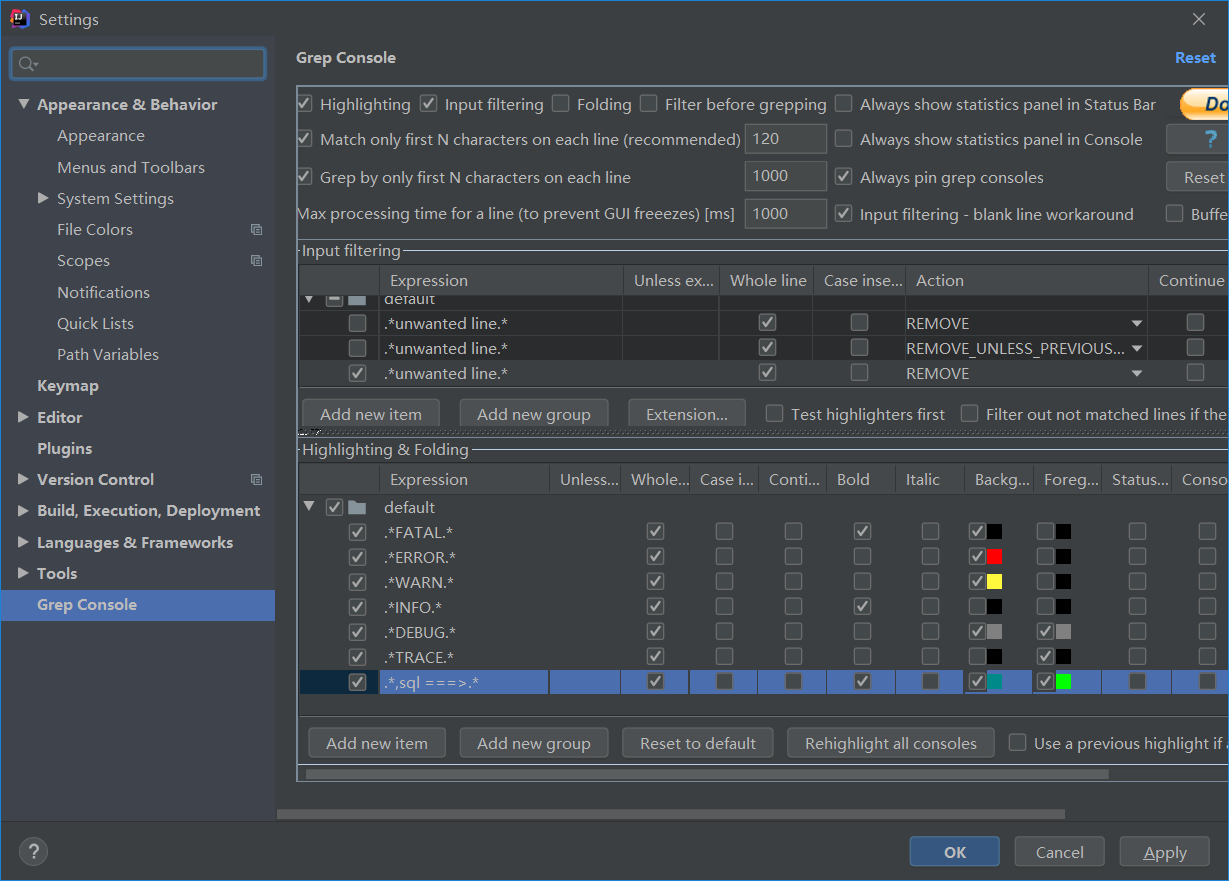 Settings
Grep Console
Reset
Appearance & Behavior
Appearance
Menus and Toolbars
System Settings
File Colors
Scopes
Notifications
Quick Lists
Path Variables
Keymap
Editor
Plugins
Version Control
Build, Execution, Deployment
Languages & Frameworks
Tools
Grep Console
Highlighting Input filtering Folding Filter before grepping Always show statistics panel in Status Bar Do
Match only first N characters on each line (recommended) 120 Always show statistics panel in Console ?
Grep by only first N characters on each line 1000 Always pin grep consoles Reset
Max processing time for a line (to prevent GUI freeezes) [ms] 1000 Input filtering - blank line workaround Buffe
Input filtering
Expression Unless ex... Whole line Case inse... Action Continue
default
.*unwanted line.* REMOVE
.*unwanted line.* REMOVE_UNLESS_PREVIOUS...
.*unwanted line.* REMOVE
Add new item Add new group Extension... Test highlighters first Filter out not matched lines if the
Highlighting & Folding
Expression Unless... Whole... Case i... Conti... Bold Italic Backg... Foreg... Status... Conso
default
.*FATAL.*
.*ERROR.*
.*WARN.*
.*INFO.*
.*DEBUG.*
.*TRACE.*
.*,sql ===>.*
Add new item Add new group Reset to default Rehighlight all consoles Use a previous highlight if a
? OK Cancel Apply